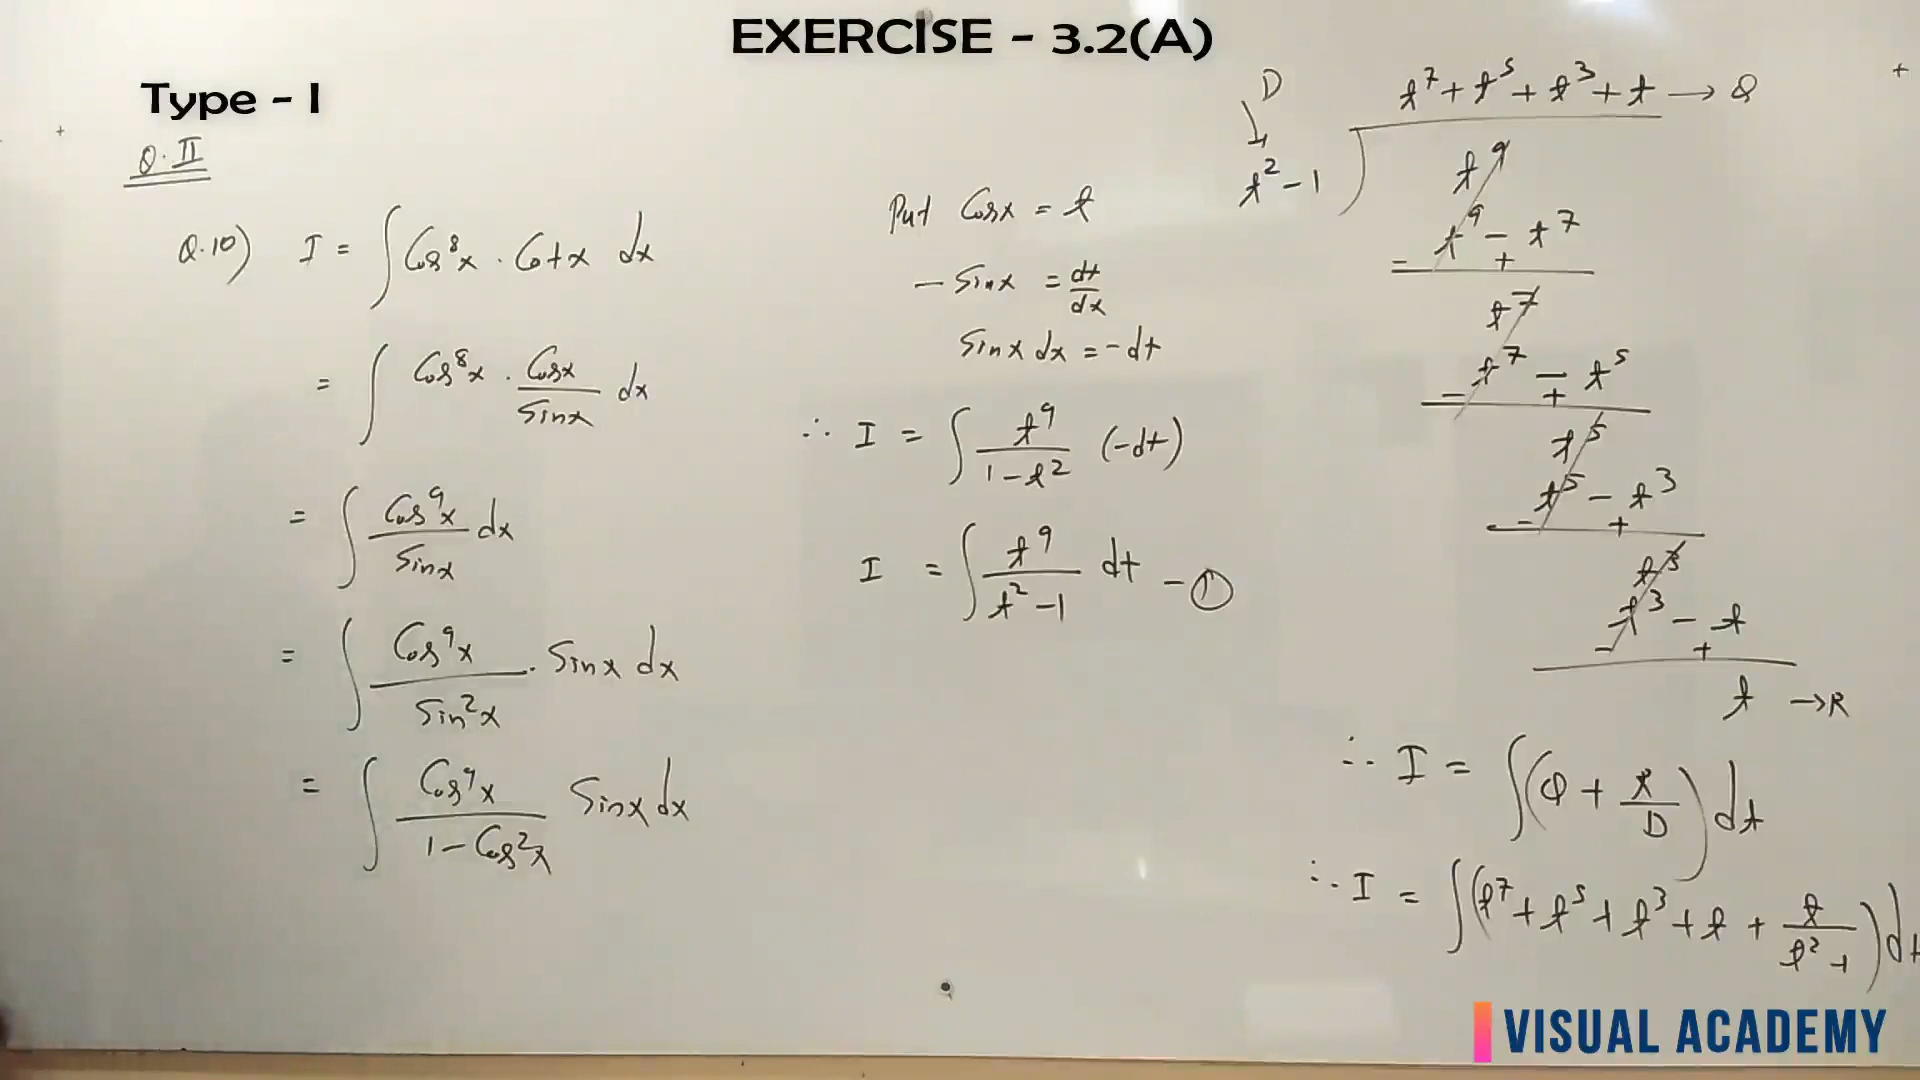 EXERCISE - 3.2(A)
Type - I
Q.II
Q.10) I = ∫ Cos⁸x . Cotx dx
= ∫ Cos⁸x . Cosx/Sinx dx
= ∫ Cos⁹x/Sinx dx
= ∫ Cos⁹x/Sin²x . Sinx dx
= ∫ Cos⁹x/1-Cos²x Sinx dx
Put Cosx = t
- Sinx = dt/dx
Sinx dx = -dt
∴ I = ∫ t⁹/1-t² (-dt)
I = ∫ t⁹/t²-1 dt - ①
D
t⁷ + t⁵ + t³ + t → Q
t² - 1
t⁹
t⁹ - t⁷
- +
t⁷
t⁷ - t⁵
- +
t⁵
t⁵ - t³
- +
t³
t³ - t
- +
t → R
∴ I = ∫(Q + R/D) dt
∴ I = ∫(t⁷ + t⁵ + t³ + t + t/t²-1) dt
VISUAL ACADEMY